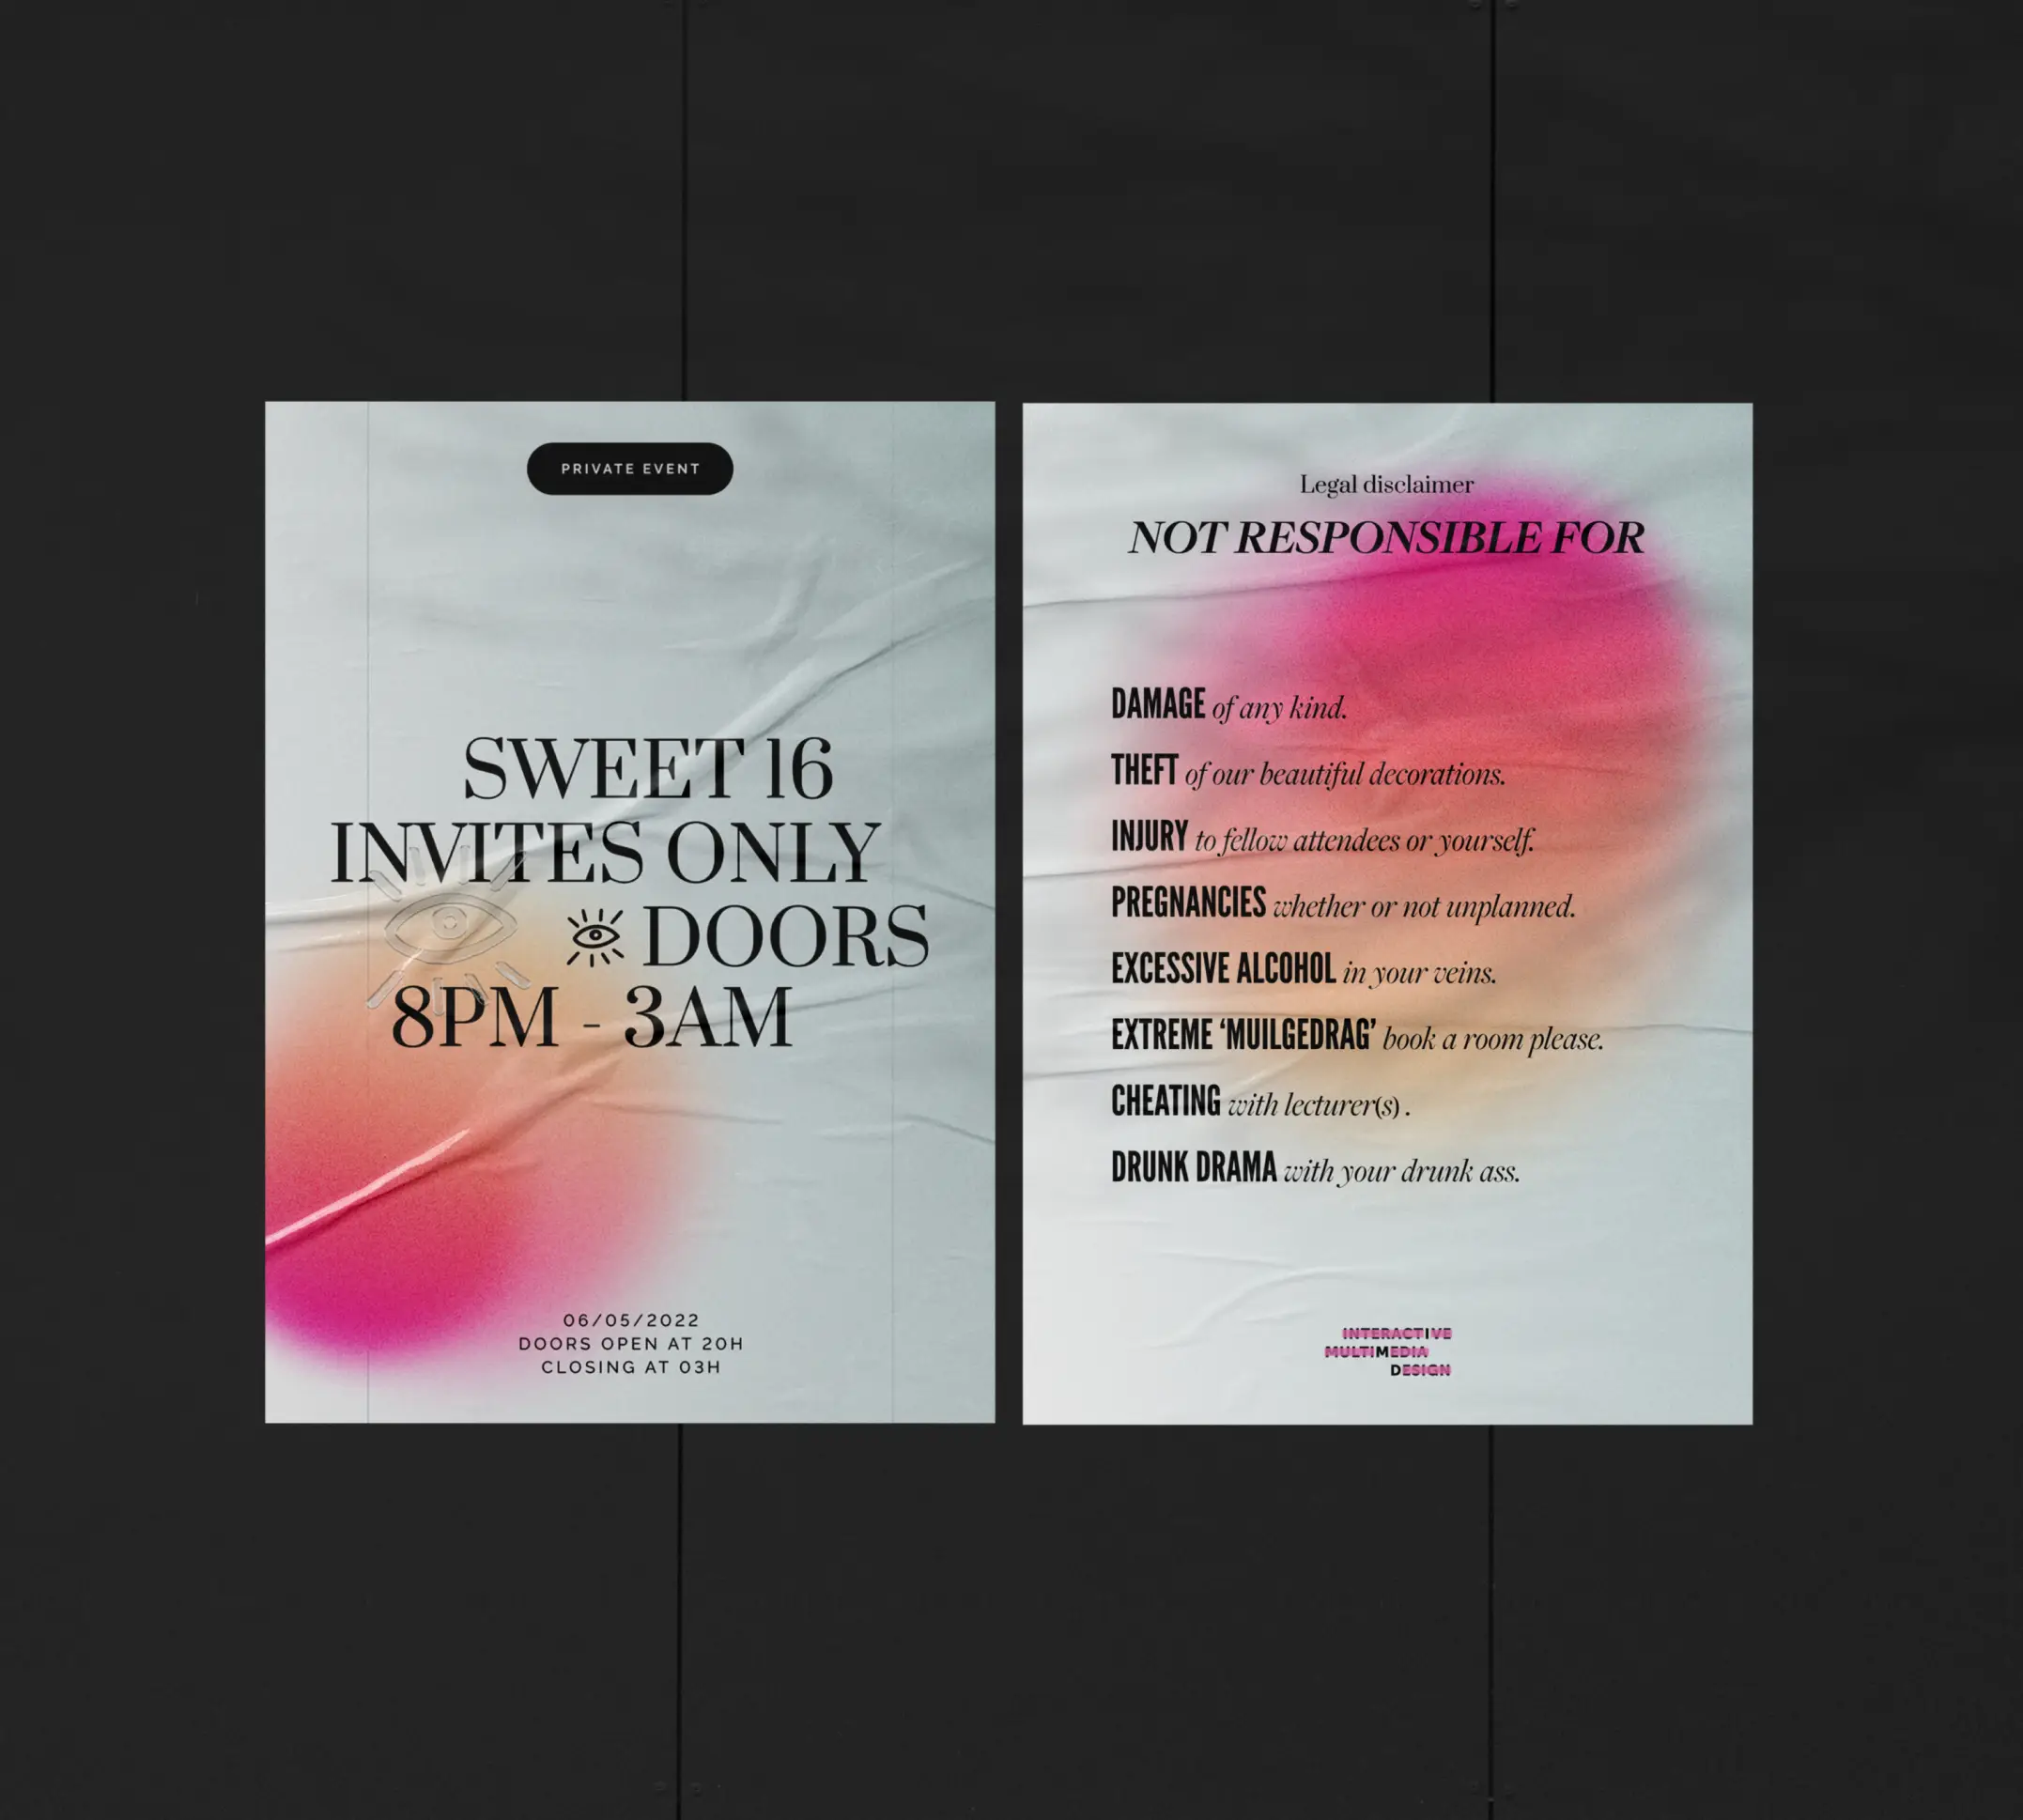 PRIVATE EVENT
SWEET 16
INVITES ONLY
DOORS
8PM - 3AM
06/05/2022
DOORS OPEN AT 20H
CLOSING AT 03H
Legal disclaimer
NOT RESPONSIBLE FOR
DAMAGE of any kind.
THEFT of our beautiful decorations.
INJURY to fellow attendees or yourself.
PREGNANCIES whether or not unplanned.
EXCESSIVE ALCOHOL in your veins.
EXTREME ‘MUILGEDRAG’ book a room please.
CHEATING with lecturer(s) .
DRUNK DRAMA with your drunk ass.
INTERACTIVE
MULTIMEDIA
DESIGN